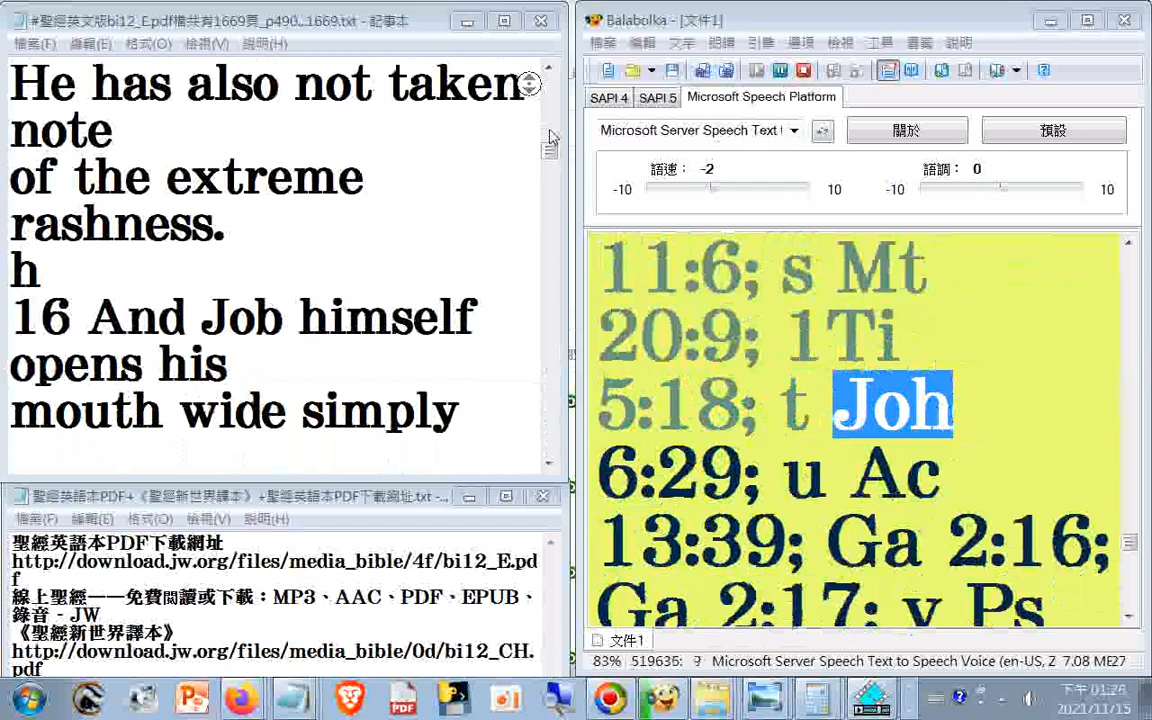 #聖經英文版bi12_E.pdf檔共有1669頁_p490...1669.txt - 記事本
檔案(F) 編輯(E) 格式(O) 檢視(V) 說明(H)
He has also not taken
note
of the extreme
rashness.
h
16 And Job himself
opens his
mouth wide simply
聖經英語本PDF+《聖經新世界譯本》+聖經英語本PDF下載網址.txt -...
檔案(F) 編輯(E) 格式(O) 檢視(V) 說明(H)
聖經英語本PDF下載網址
http://download.jw.org/files/media_bible/4f/bi12_E.pd
f
線上聖經——免費閱讀或下載：MP3、AAC、PDF、EPUB、
錄音 - JW
《聖經新世界譯本》
http://download.jw.org/files/media_bible/0d/bi12_CH.
pdf
Balabolka - [文件1]
檔案 編輯 文字 朗讀 引擎 選項 檢視 工具 書籤 說明
SAPI 4 SAPI 5 Microsoft Speech Platform
Microsoft Server Speech Text 關於 預設
語速： -2 語調： 0
-10 10 -10 10
11:6; s Mt
20:9; 1Ti
5:18; t Joh
6:29; u Ac
13:39; Ga 2:16;
Ga 2:17; v Ps
文件1
83% 519635: Microsoft Server Speech Text to Speech Voice (en-US, Z 7.08 ME27
下午 01:26
2021/11/15